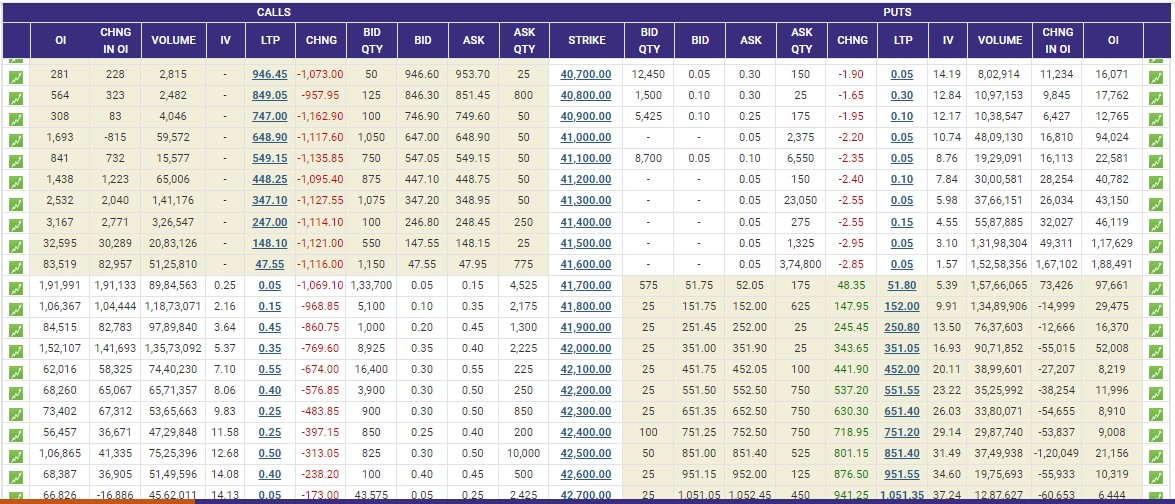 CALLS PUTS
OI CHNG IN OI VOLUME IV LTP CHNG BID QTY BID ASK ASK QTY STRIKE BID QTY BID ASK ASK QTY CHNG LTP IV VOLUME CHNG IN OI OI
281 228 2,815 - 946.45 -1,073.00 50 946.60 953.70 25 40,700.00 12,450 0.05 0.30 150 -1.90 0.05 14.19 8,02,914 11,234 16,071
564 323 2,482 - 849.05 -957.95 125 846.30 851.45 800 40,800.00 1,500 0.10 0.30 25 -1.65 0.30 12.84 10,97,153 9,845 17,762
308 83 4,046 - 747.00 -1,162.90 100 746.90 749.60 50 40,900.00 5,425 0.10 0.25 175 -1.95 0.10 12.17 10,38,547 6,427 12,765
1,693 -815 59,572 - 648.90 -1,117.60 1,050 647.00 648.90 50 41,000.00 - - 0.05 2,375 -2.20 0.05 10.74 48,09,130 16,810 94,024
841 732 15,577 - 549.15 -1,135.85 750 547.05 549.15 50 41,100.00 8,700 0.05 0.10 6,550 -2.35 0.05 8.76 19,29,091 16,113 22,581
1,438 1,223 65,006 - 448.25 -1,095.40 875 447.10 448.75 50 41,200.00 - - 0.05 150 -2.40 0.10 7.84 30,00,581 28,254 40,782
2,532 2,040 1,41,176 - 347.10 -1,127.55 1,075 347.20 348.95 50 41,300.00 - - 0.05 23,050 -2.55 0.05 5.98 37,66,151 26,034 43,150
3,167 2,771 3,26,547 - 247.00 -1,114.10 100 246.80 248.45 250 41,400.00 - - 0.05 275 -2.55 0.15 4.55 55,87,885 32,027 46,119
32,595 30,289 20,83,126 - 148.10 -1,121.00 550 147.55 148.15 25 41,500.00 - - 0.05 1,325 -2.95 0.05 3.10 1,31,98,304 49,311 1,17,629
83,519 82,957 51,25,810 - 47.55 -1,116.00 1,150 47.55 47.95 775 41,600.00 - - 0.05 3,74,800 -2.85 0.05 1.57 1,52,58,356 1,67,102 1,88,491
1,91,991 1,91,133 89,84,563 0.25 0.05 -1,069.10 1,33,700 0.05 0.15 4,525 41,700.00 575 51.75 52.05 175 48.35 51.80 5.39 1,57,66,065 73,426 97,661
1,06,367 1,04,444 1,18,73,071 2.16 0.15 -968.85 5,100 0.10 0.35 2,175 41,800.00 25 151.75 152.00 625 147.95 152.00 9.91 1,34,89,906 -14,999 29,475
84,515 82,783 97,89,840 3.64 0.45 -860.75 1,000 0.20 0.45 1,300 41,900.00 25 251.45 252.00 25 245.45 250.80 13.50 76,37,603 -12,666 16,370
1,52,107 1,41,693 1,35,73,092 5.37 0.35 -769.60 8,925 0.35 0.40 2,225 42,000.00 25 351.00 351.90 25 343.65 351.05 16.93 90,71,852 -55,015 52,008
62,016 58,325 74,40,230 7.10 0.55 -674.00 16,400 0.30 0.55 225 42,100.00 25 451.75 452.05 100 441.90 452.00 20.11 38,99,601 -27,207 8,219
68,260 65,067 65,71,357 8.06 0.40 -576.85 3,900 0.30 0.50 250 42,200.00 25 551.50 552.50 750 537.20 551.55 23.22 35,25,992 -38,254 11,996
73,402 67,312 53,65,663 9.83 0.25 -483.85 900 0.30 0.50 850 42,300.00 25 651.35 652.50 750 630.30 651.40 26.03 33,80,071 -54,655 8,910
56,457 36,671 47,29,848 11.58 0.25 -397.15 850 0.25 0.40 200 42,400.00 100 751.25 752.50 750 718.95 751.20 29.14 29,87,740 -53,837 9,008
1,06,865 41,335 75,25,396 12.68 0.50 -313.05 825 0.30 0.50 10,000 42,500.00 50 851.00 851.40 525 801.15 851.40 31.49 37,49,938 -1,20,049 21,156
68,387 36,905 51,49,596 14.08 0.40 -238.20 100 0.40 0.45 500 42,600.00 25 951.15 952.00 125 876.50 951.55 34.60 19,75,693 -55,933 10,319
66,826 -16,886 45,62,011 14.13 0.05 -173.00 43,575 0.05 0.25 2,425 42,700.00 25 1,051.05 1,052.45 450 941.25 1,051.35 37.24 12,87,627 -60,653 6,444